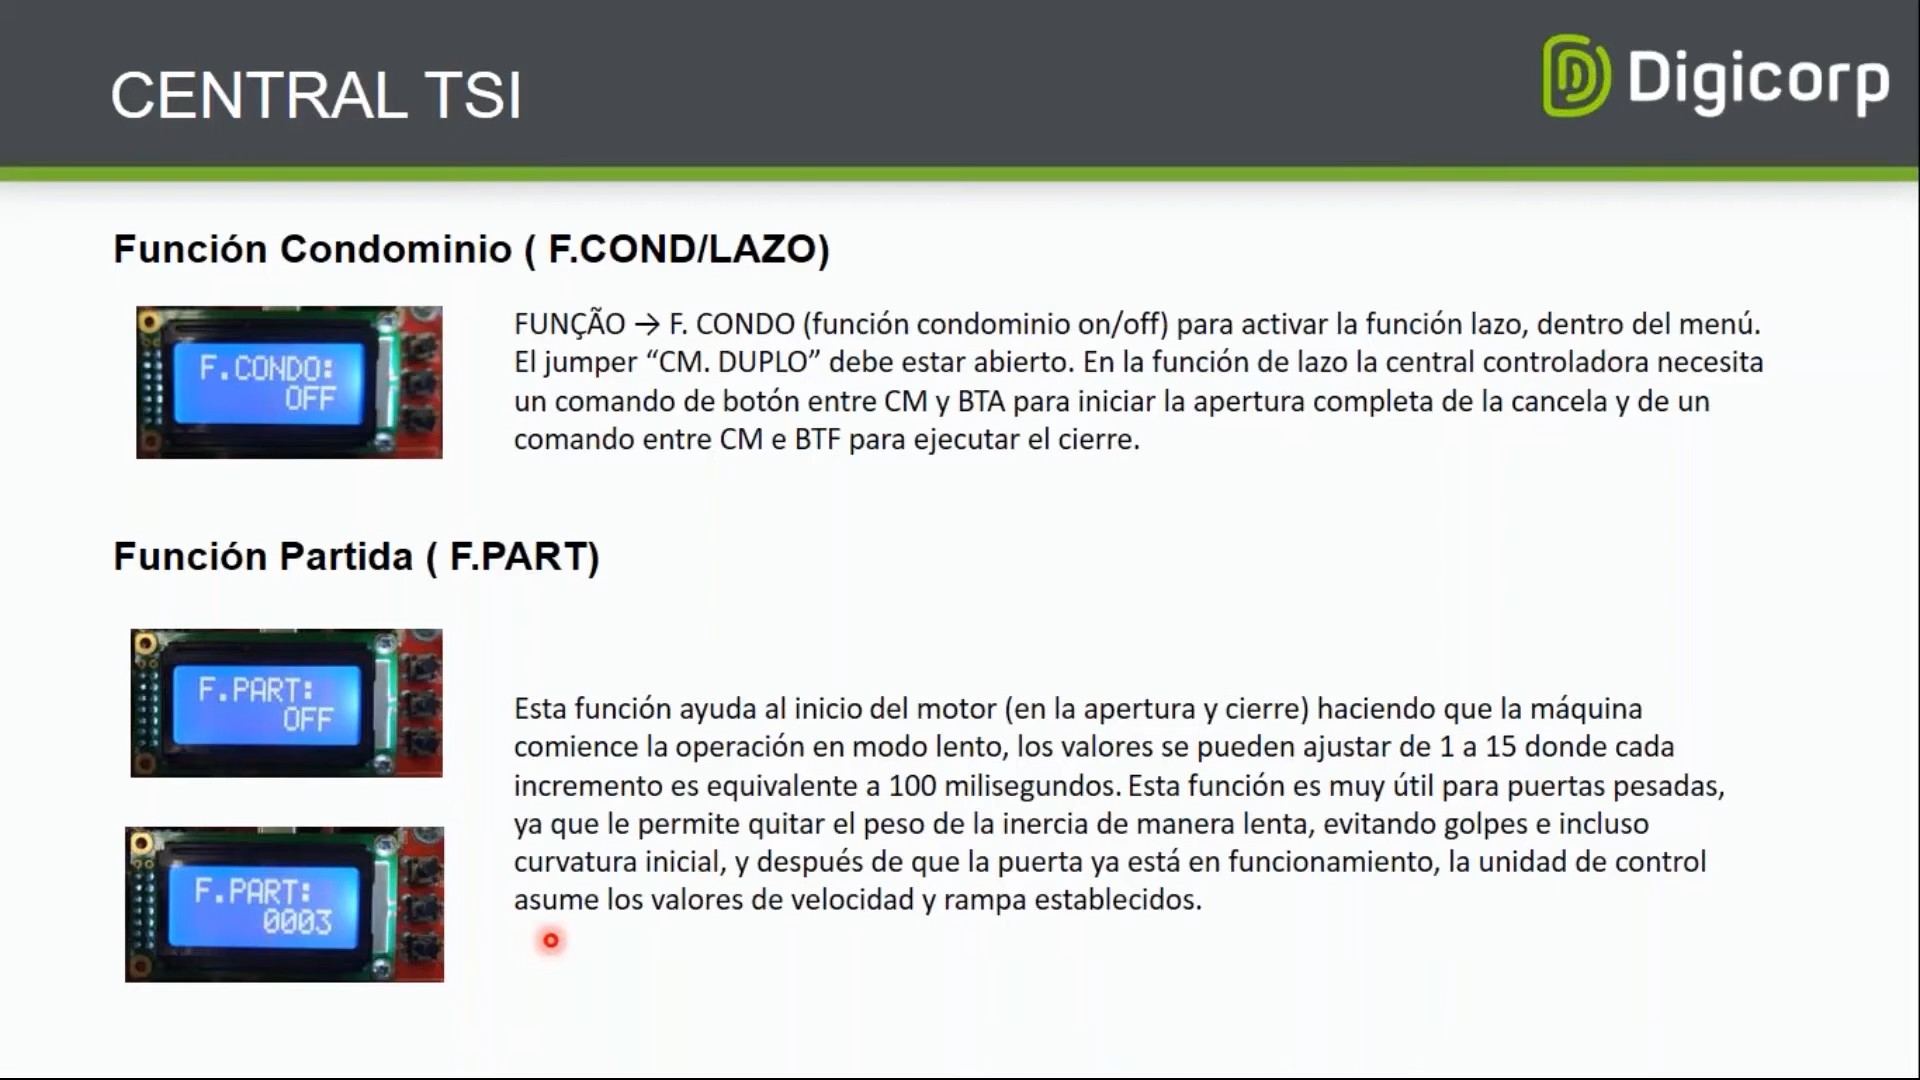 CENTRAL TSI
Digicorp
Función Condominio ( F.COND/LAZO)
F.CONDO:
OFF
FUNÇÃO → F. CONDO (función condominio on/off) para activar la función lazo, dentro del menú.
El jumper “CM. DUPLO” debe estar abierto. En la función de lazo la central controladora necesita
un comando de botón entre CM y BTA para iniciar la apertura completa de la cancela y de un
comando entre CM e BTF para ejecutar el cierre.
Función Partida ( F.PART)
F.PART:
OFF
F.PART:
0003
Esta función ayuda al inicio del motor (en la apertura y cierre) haciendo que la máquina
comience la operación en modo lento, los valores se pueden ajustar de 1 a 15 donde cada
incremento es equivalente a 100 milisegundos. Esta función es muy útil para puertas pesadas,
ya que le permite quitar el peso de la inercia de manera lenta, evitando golpes e incluso
curvatura inicial, y después de que la puerta ya está en funcionamiento, la unidad de control
asume los valores de velocidad y rampa establecidos.